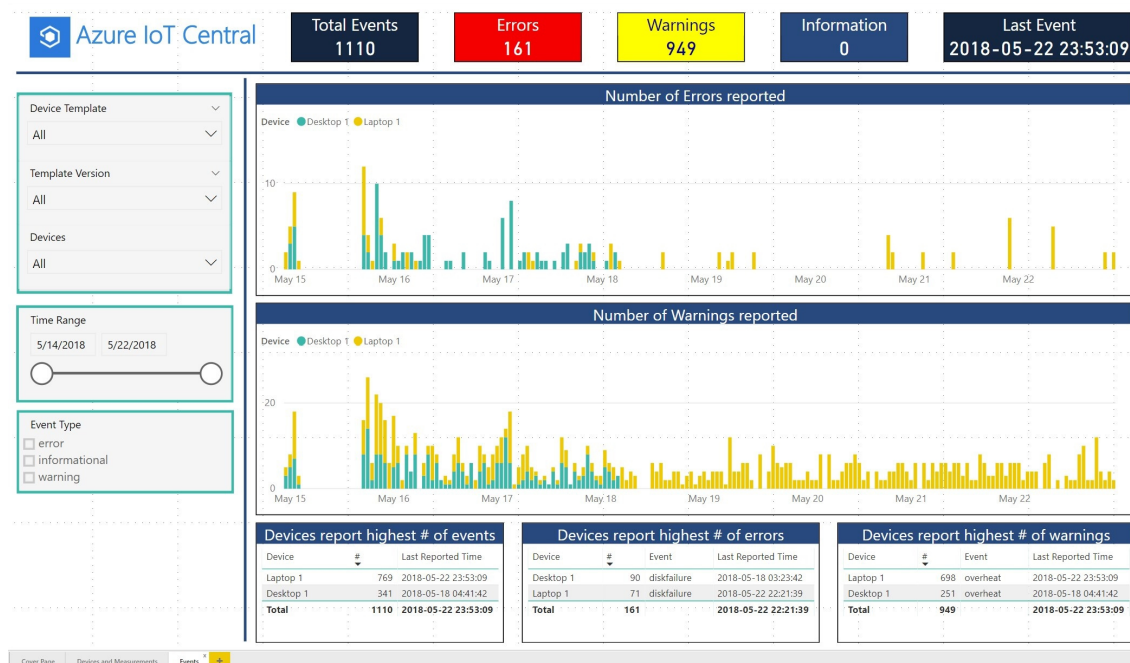 Azure IoT Central
Total Events
1110
Errors
161
Warnings
949
Information
0
Last Event
2018-05-22 23:53:09
Device Template
All
Template Version
All
Devices
All
Time Range
5/14/2018 5/22/2018
Event Type
error
informational
warning
Number of Errors reported
Device Desktop 1 Laptop 1
10
0
May 15 May 16 May 17 May 18 May 19 May 20 May 21 May 22
Number of Warnings reported
Device Desktop 1 Laptop 1
20
0
May 15 May 16 May 17 May 18 May 19 May 20 May 21 May 22
Devices report highest # of events
Device # Last Reported Time
Laptop 1 769 2018-05-22 23:53:09
Desktop 1 341 2018-05-18 04:41:42
Total 1110 2018-05-22 23:53:09
Devices report highest # of errors
Device # Event Last Reported Time
Desktop 1 90 diskfailure 2018-05-18 03:23:42
Laptop 1 71 diskfailure 2018-05-22 22:21:39
Total 161 2018-05-22 22:21:39
Devices report highest # of warnings
Device # Event Last Reported Time
Laptop 1 698 overheat 2018-05-22 23:53:09
Desktop 1 251 overheat 2018-05-18 04:41:42
Total 949 2018-05-22 23:53:09
Cover Page Devices and Measurements Events x +